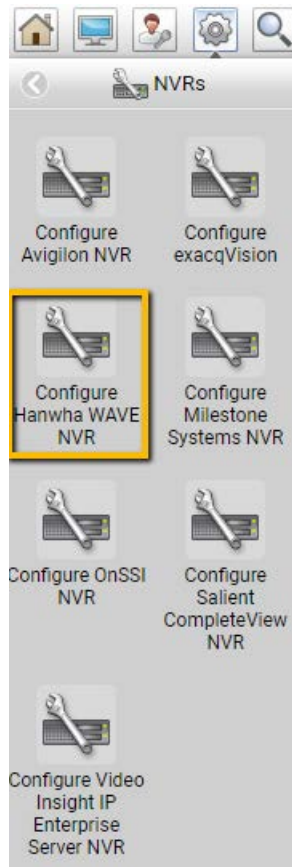 NVRs
Configure
Avigilon NVR
Configure
exacqVision
Configure
Hanwha WAVE
NVR
Configure
Milestone
Systems NVR
Configure OnSSI
NVR
Configure
Salient
CompleteView
NVR
Configure Video
Insight IP
Enterprise
Server NVR